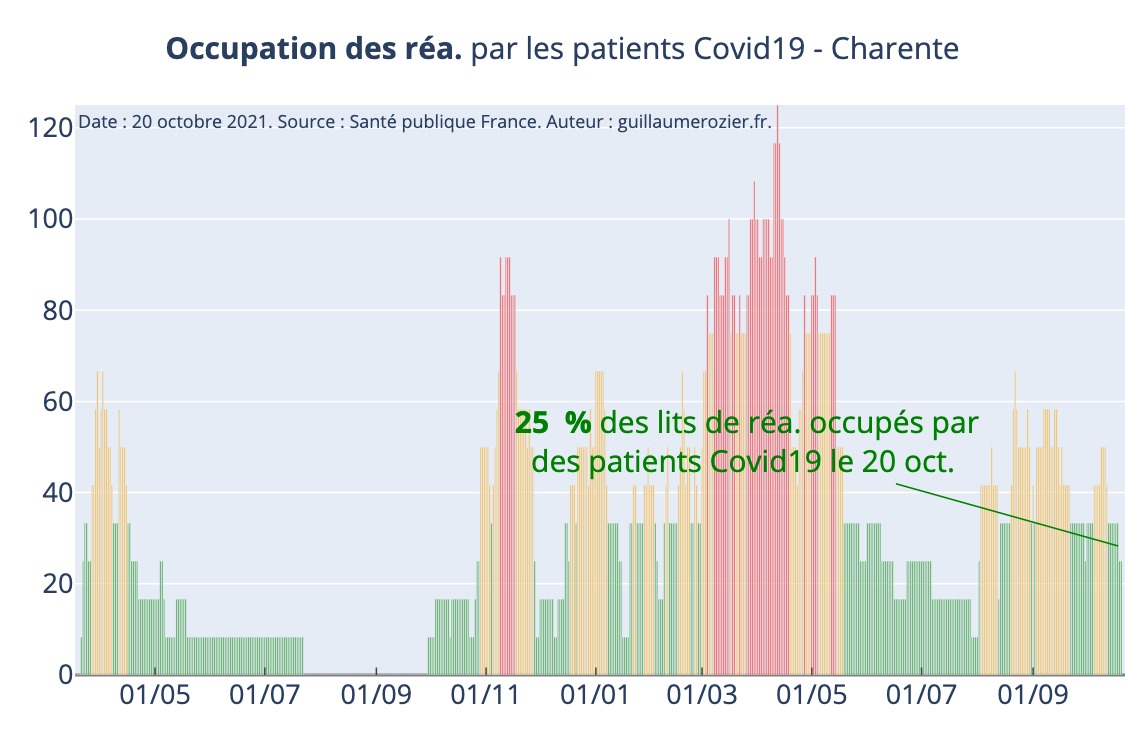 Occupation des réa. par les patients Covid19 - Charente
Date : 20 octobre 2021. Source : Santé publique France. Auteur : guillaumerozier.fr.
120
100
80
60
40
20
0
25  % des lits de réa. occupés par
des patients Covid19 le 20 oct.
01/05 01/07 01/09 01/11 01/01 01/03 01/05 01/07 01/09